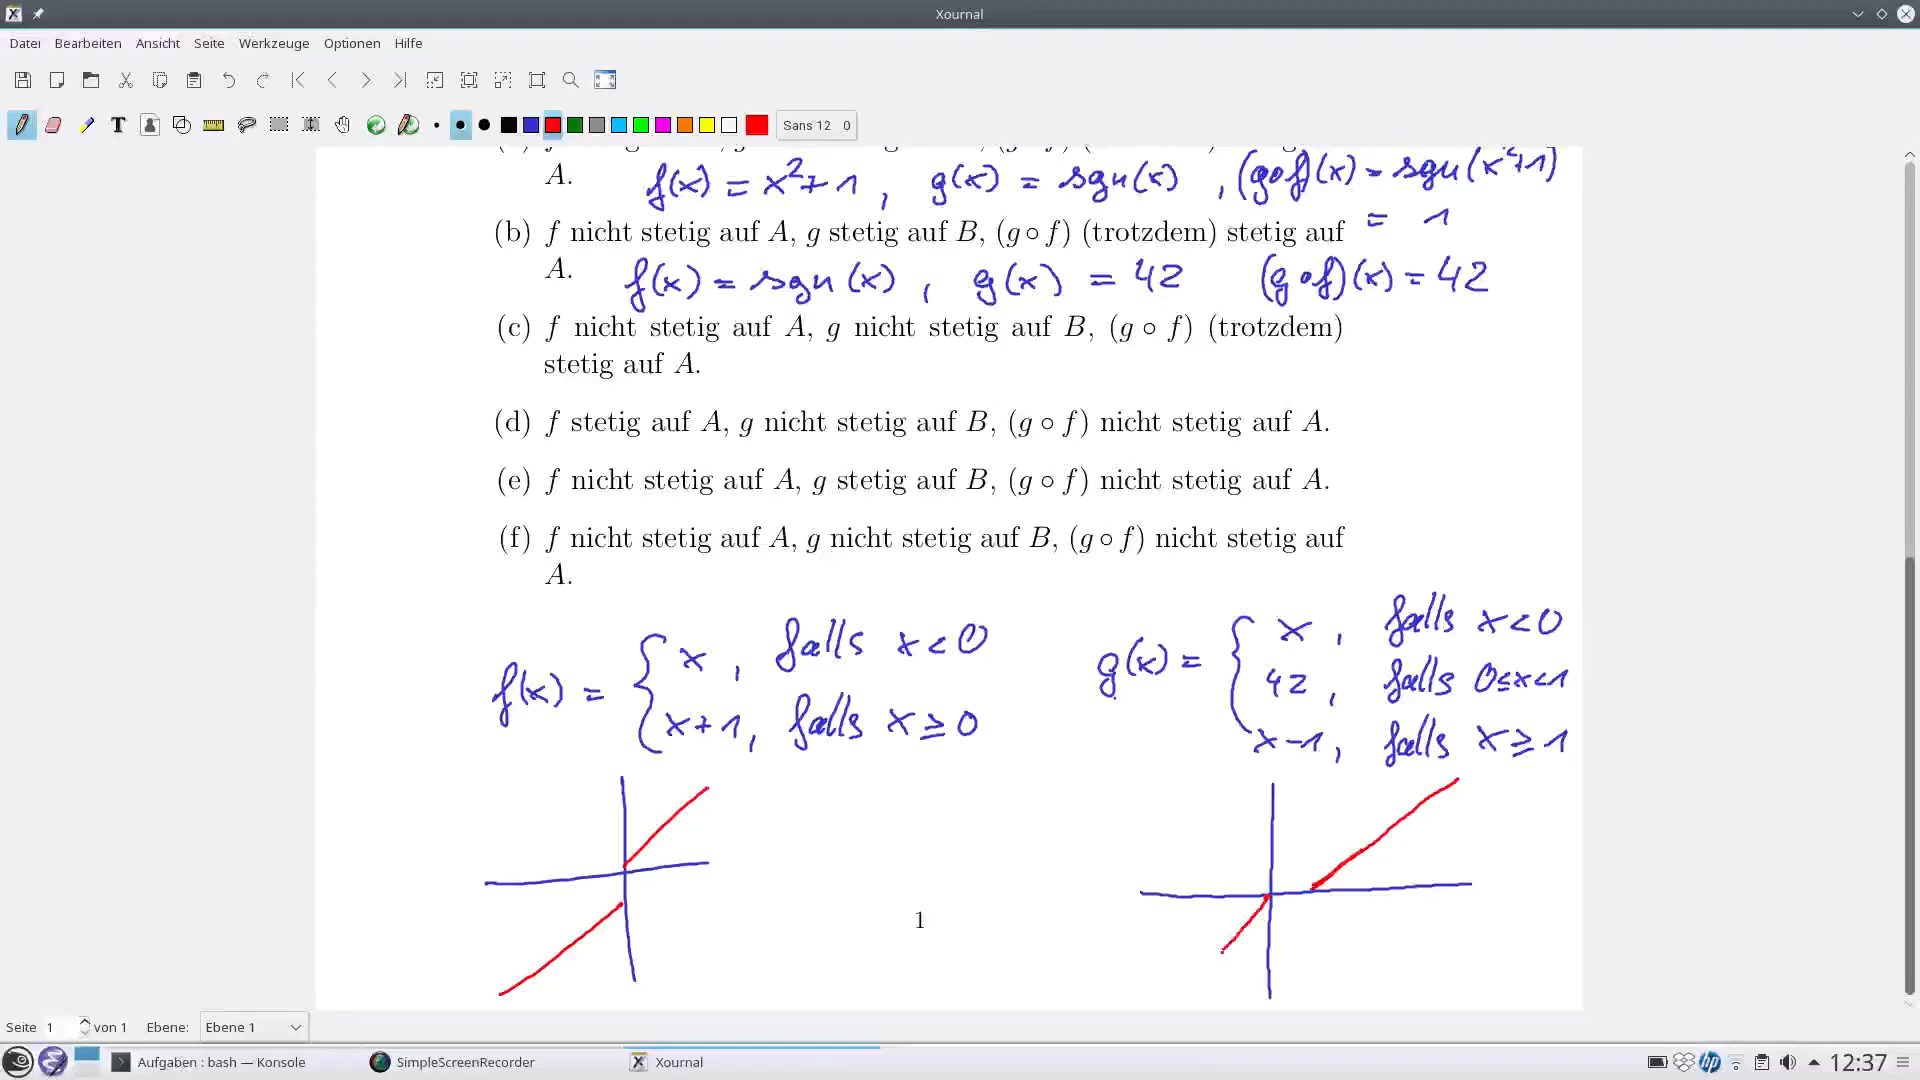 Xournal
Datei Bearbeiten Ansicht Seite Werkzeuge Optionen Hilfe
T Sans 12 0
A. f(x) = x²+1 , g(x) = sgn(x) , (g∘f)(x) = sgn(x²+1)
= 1
(b) f nicht stetig auf A, g stetig auf B, (g ∘ f) (trotzdem) stetig auf
A. f(x) = sgn(x) , g(x) = 42 (g∘f)(x) = 42
(c) f nicht stetig auf A, g nicht stetig auf B, (g ∘ f) (trotzdem)
stetig auf A.
(d) f stetig auf A, g nicht stetig auf B, (g ∘ f) nicht stetig auf A.
(e) f nicht stetig auf A, g stetig auf B, (g ∘ f) nicht stetig auf A.
(f) f nicht stetig auf A, g nicht stetig auf B, (g ∘ f) nicht stetig auf
A.
f(x) = { x , falls x < 0
x+1, falls x ≥ 0
g(x) = { x , falls x < 0
42 , falls 0≤x<1
x-1, falls x ≥ 1
1
Seite 1 von 1 Ebene: Ebene 1
Aufgaben : bash — Konsole SimpleScreenRecorder Xournal hp 12:37